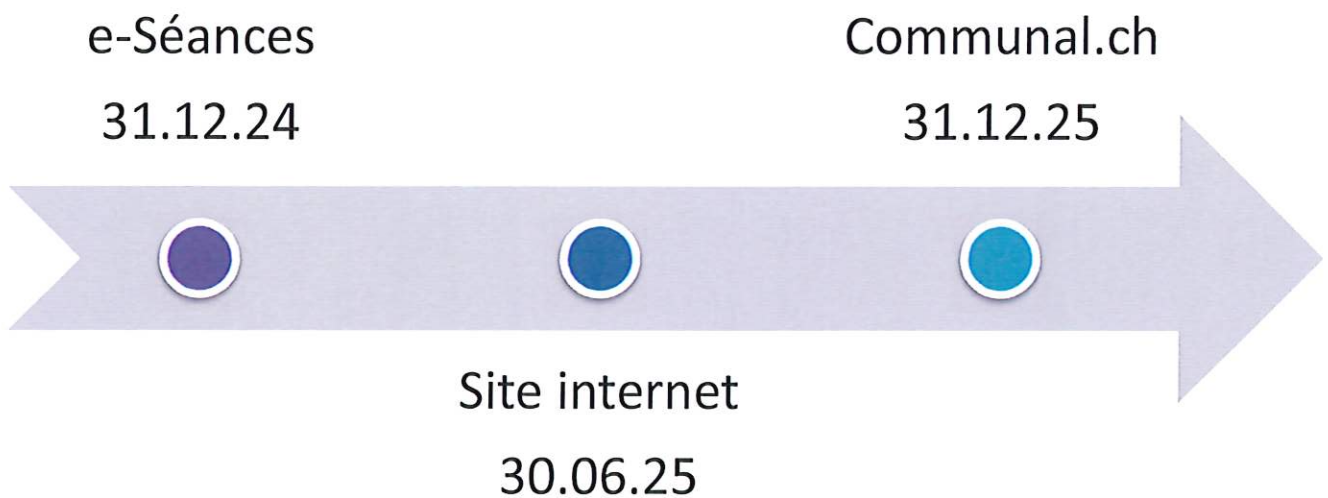 e-Séances
31.12.24
Site internet
30.06.25
Communal.ch
31.12.25